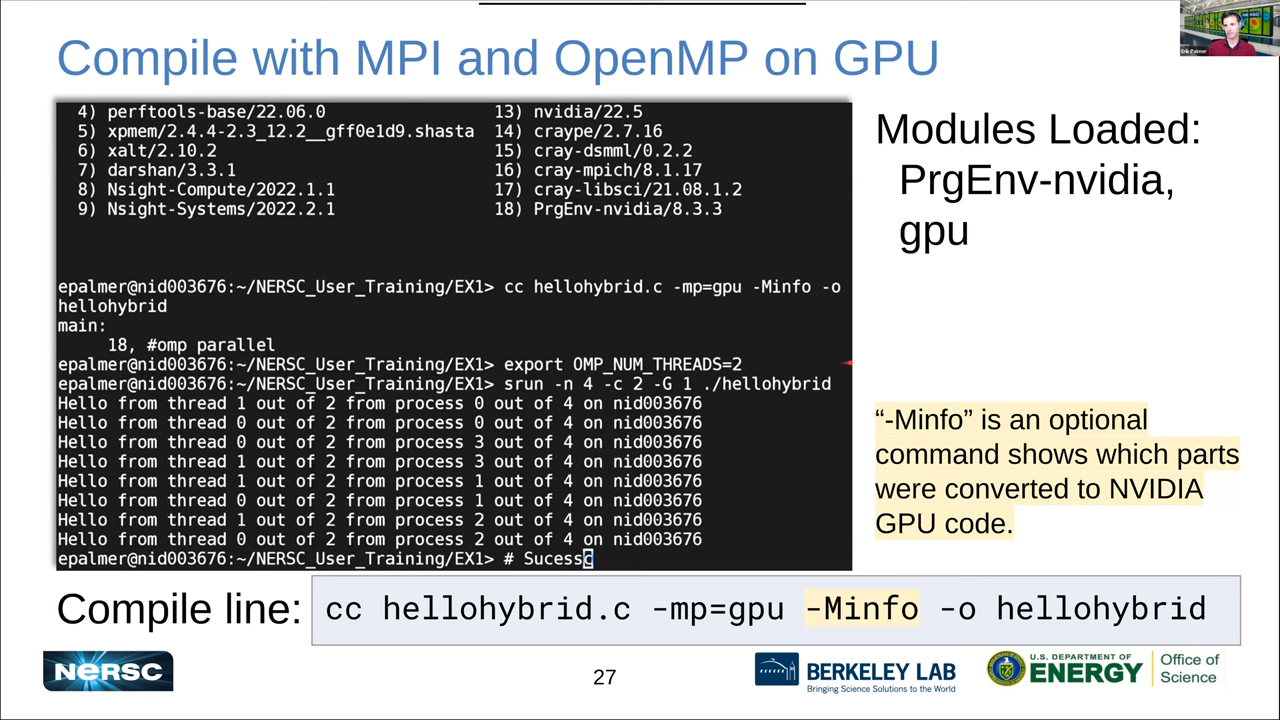 Compile with MPI and OpenMP on GPU
Erik Palmer
4) perftools-base/22.06.0 13) nvidia/22.5
5) xpmem/2.4.4-2.3_12.2__gff0e1d9.shasta 14) craype/2.7.16
6) xalt/2.10.2 15) cray-dsmml/0.2.2
7) darshan/3.3.1 16) cray-mpich/8.1.17
8) Nsight-Compute/2022.1.1 17) cray-libsci/21.08.1.2
9) Nsight-Systems/2022.2.1 18) PrgEnv-nvidia/8.3.3
epalmer@nid003676:~/NERSC_User_Training/EX1> cc hellohybrid.c -mp=gpu -Minfo -o
hellohybrid
main:
18, #omp parallel
epalmer@nid003676:~/NERSC_User_Training/EX1> export OMP_NUM_THREADS=2
epalmer@nid003676:~/NERSC_User_Training/EX1> srun -n 4 -c 2 -G 1 ./hellohybrid
Hello from thread 1 out of 2 from process 0 out of 4 on nid003676
Hello from thread 0 out of 2 from process 0 out of 4 on nid003676
Hello from thread 0 out of 2 from process 3 out of 4 on nid003676
Hello from thread 1 out of 2 from process 3 out of 4 on nid003676
Hello from thread 1 out of 2 from process 1 out of 4 on nid003676
Hello from thread 0 out of 2 from process 1 out of 4 on nid003676
Hello from thread 1 out of 2 from process 2 out of 4 on nid003676
Hello from thread 0 out of 2 from process 2 out of 4 on nid003676
epalmer@nid003676:~/NERSC_User_Training/EX1> # Sucessc
Modules Loaded:
PrgEnv-nvidia,
gpu
“-Minfo” is an optional
command shows which parts
were converted to NVIDIA
GPU code.
Compile line: cc hellohybrid.c -mp=gpu -Minfo -o hellohybrid
NERSC
27
BERKELEY LAB
Bringing Science Solutions to the World
U.S. DEPARTMENT OF
ENERGY
Office of
Science